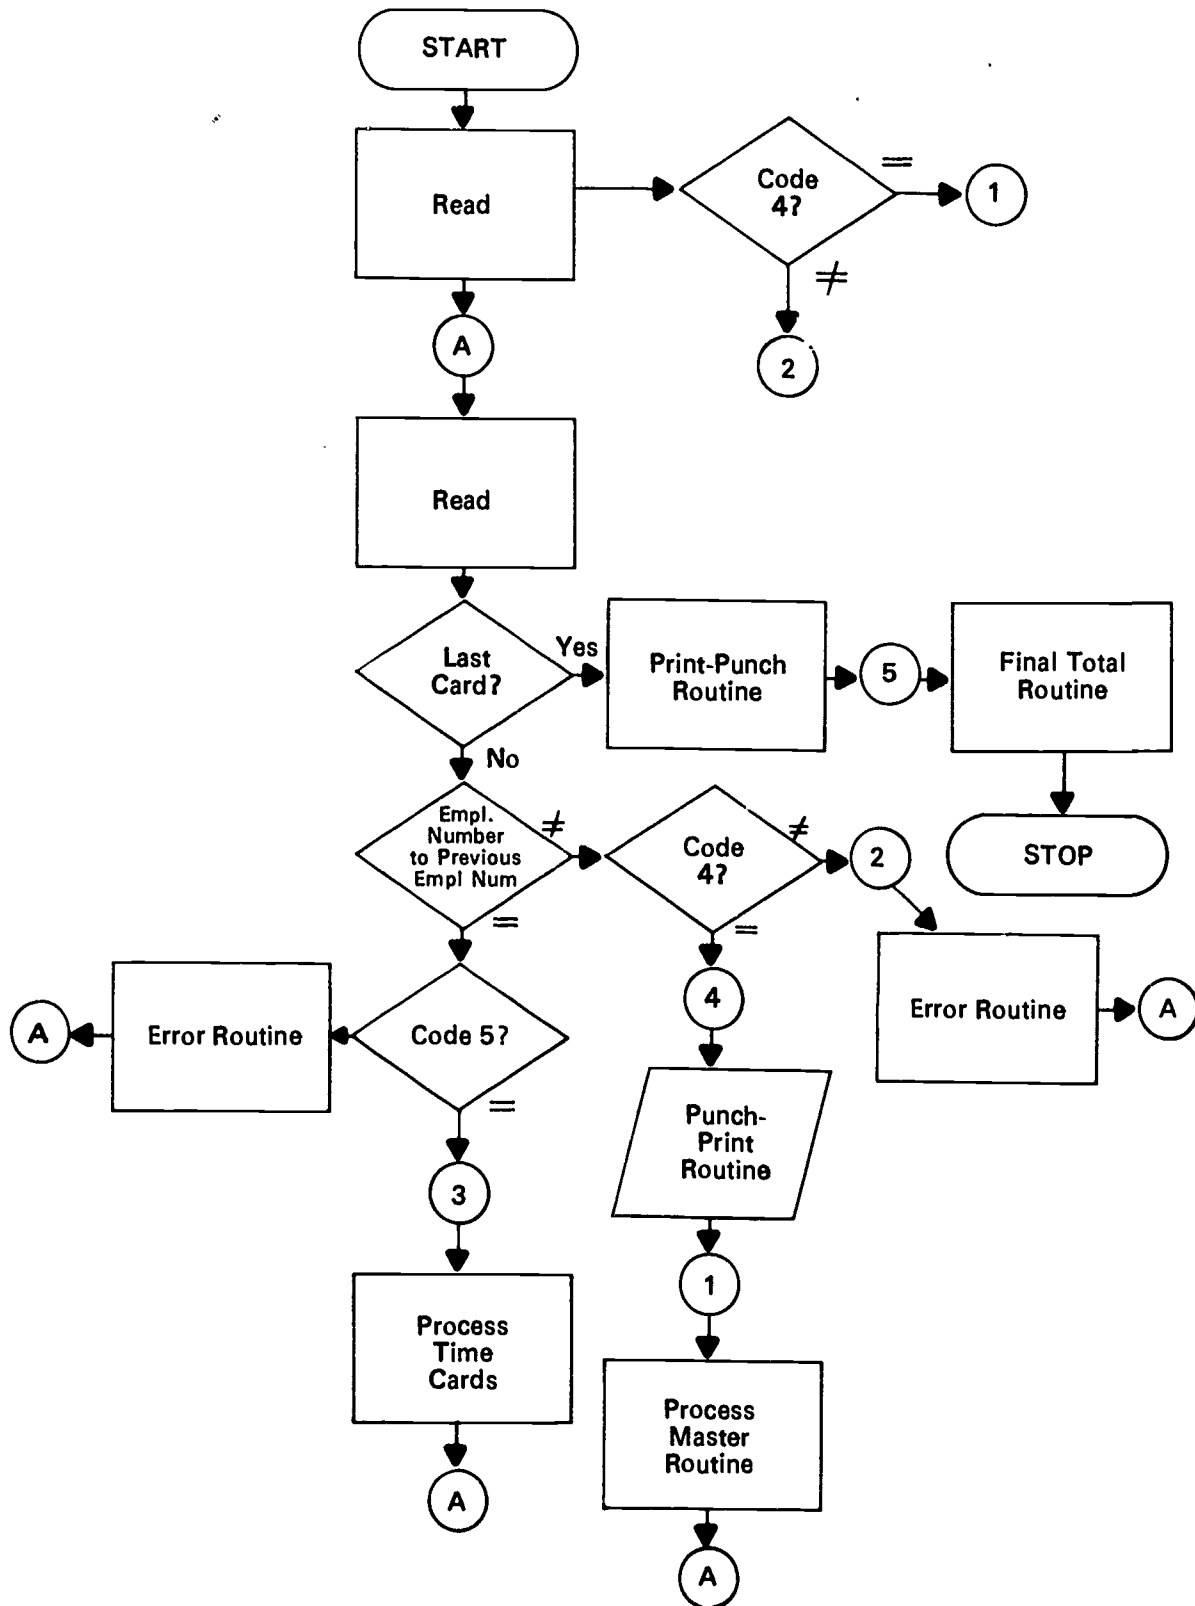 START
Read
Code
4?
=
1
≠
2
A
Read
Last
Card?
Yes
Print-Punch
Routine
5
Final Total
Routine
STOP
No
Empl.
Number
to Previous
Empl Num
≠
Code
4?
≠
2
Error Routine
A
=
=
4
Code 5?
Error Routine
A
=
3
Process
Time
Cards
A
Punch-
Print
Routine
1
Process
Master
Routine
A